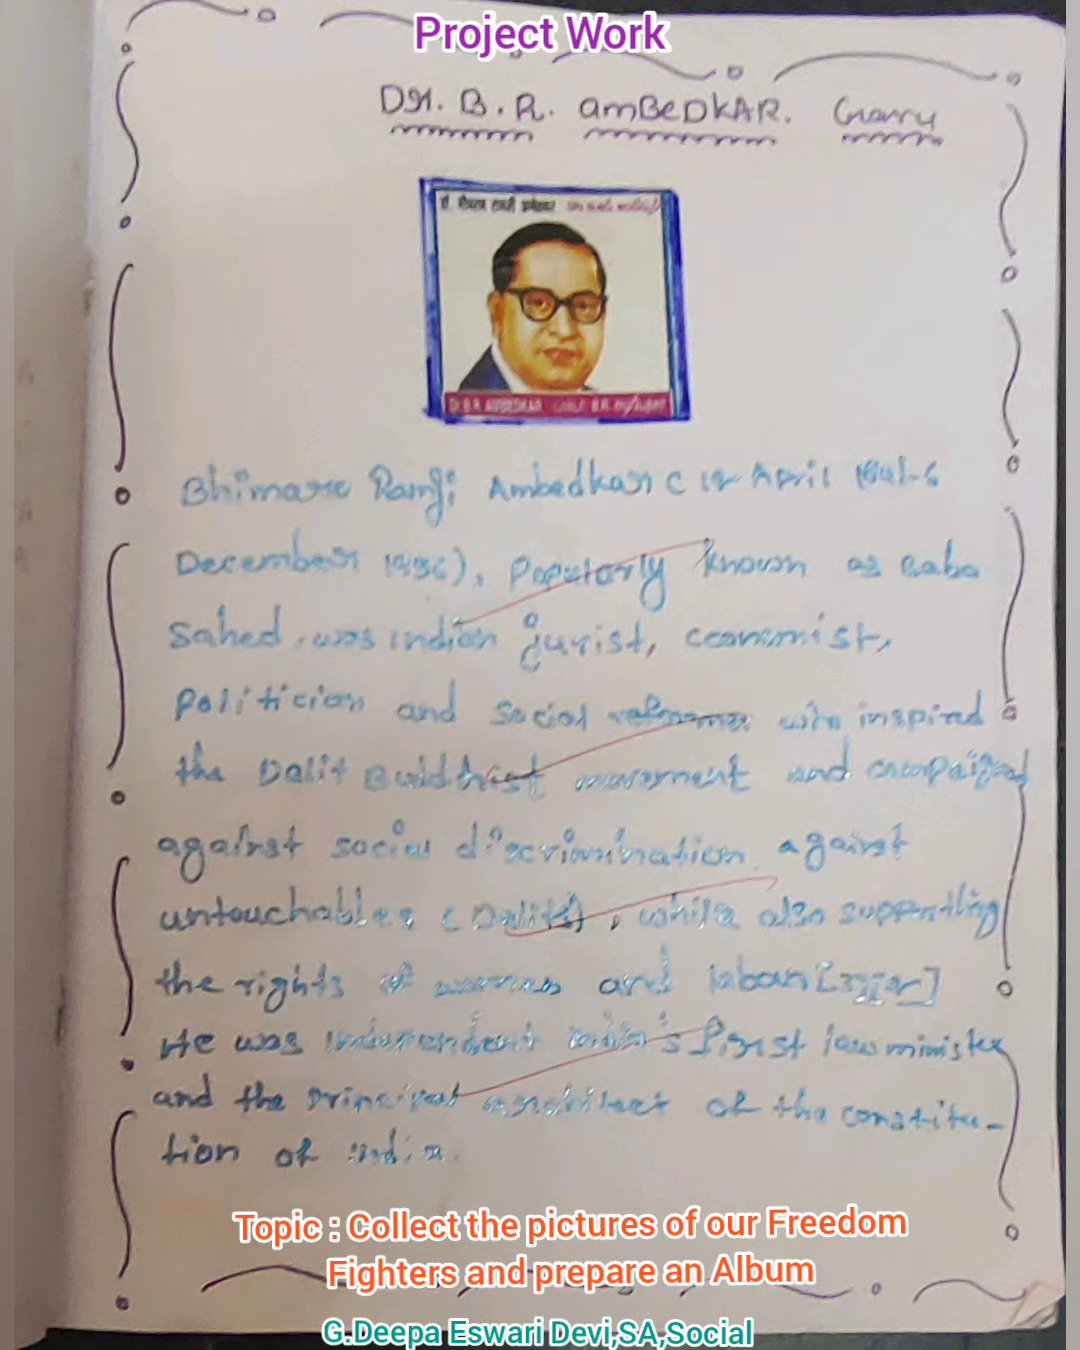 Project Work
DR. B. R. AMBEDKAR. Garu
Dr. B.R. AMBEDKAR
Bhimarao Ramji Ambedkar ( 14 April 1891-6
December 1956), Popularly known as Baba
Sahed, was indian jurist, economist,
Politician and Social reformer who inspired
the Dalit Buddhist movement and campaigned
against social discrimination against
untouchables (Dalits), while also supporting
the rights of women and
He was independent india's first law minister
and the principal architect of the constitu-
tion of india.
Topic : Collect the pictures of our Freedom
Fighters and prepare an Album
G.Deepa Eswari Devi,SA,Social